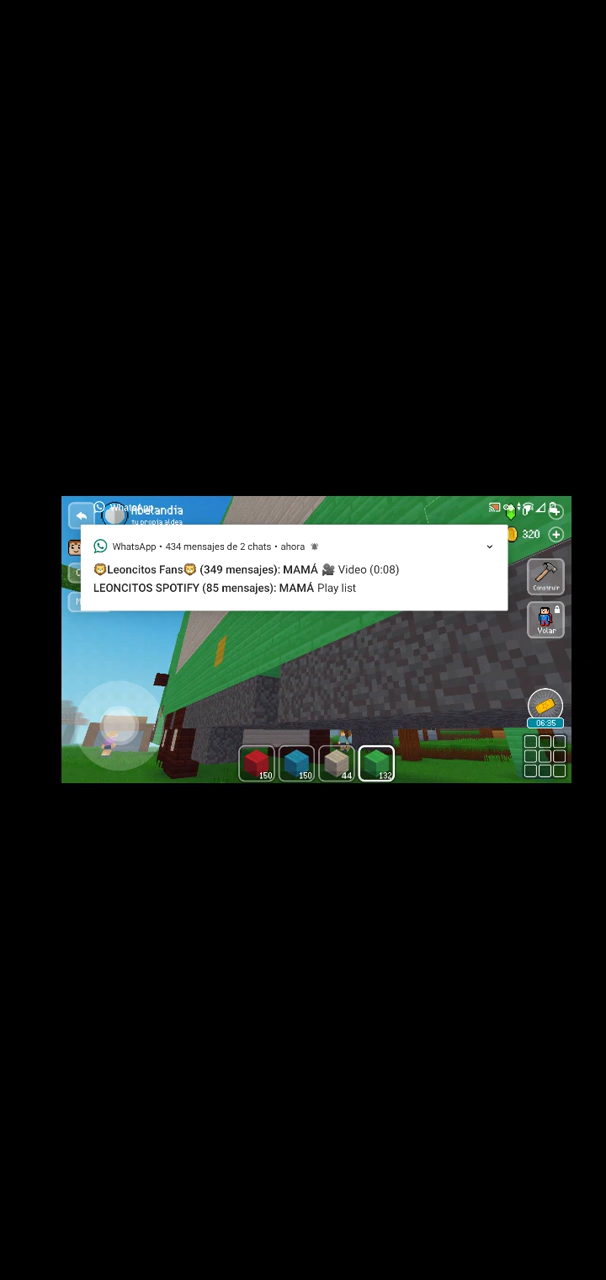 WhatsApp
tu propia aldea
320
WhatsApp • 434 mensajes de 2 chats • ahora
🦁Leoncitos Fans🦁 (349 mensajes): MAMÁ 🎥 Video (0:08)
LEONCITOS SPOTIFY (85 mensajes): MAMÁ Play list
Construir
Volar
06:35
150
150
44
132